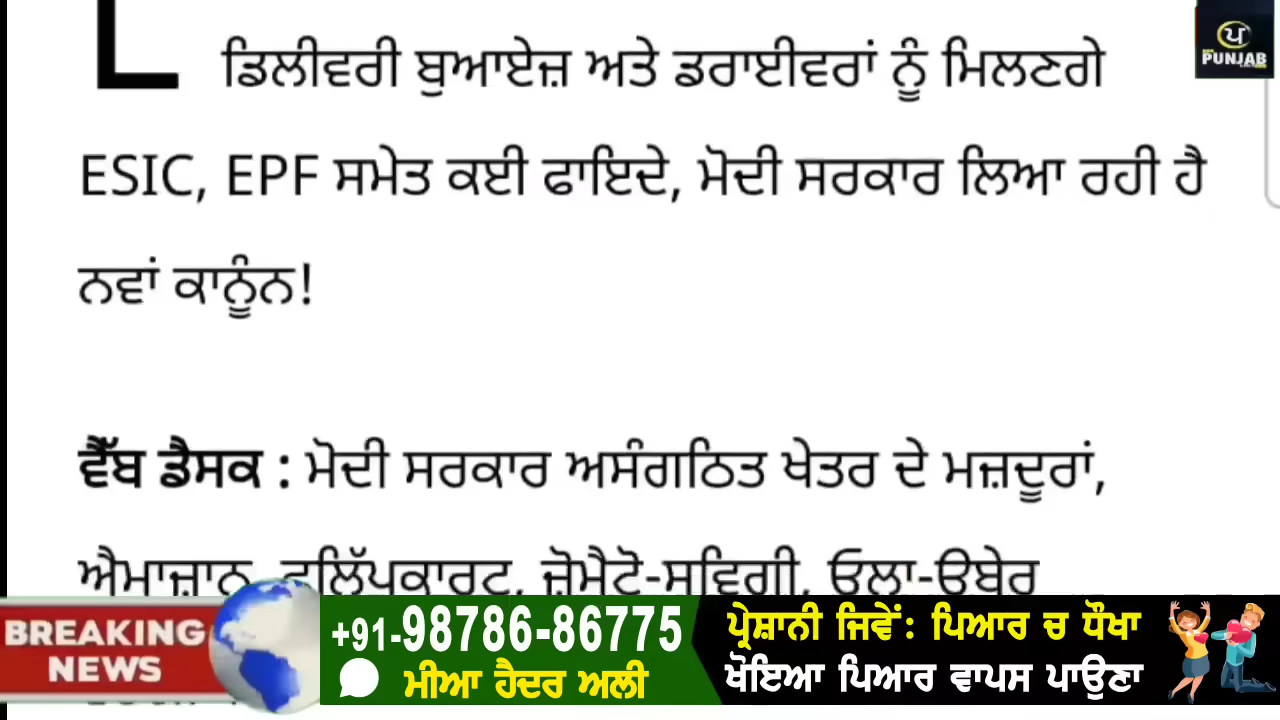 ਪ
PUNJAB
ਡਿਲੀਵਰੀ ਬੁਆਏਜ਼ ਅਤੇ ਡਰਾਈਵਰਾਂ ਨੂੰ ਮਿਲਣਗੇ
ESIC, EPF ਸਮੇਤ ਕਈ ਫਾਇਦੇ, ਮੋਦੀ ਸਰਕਾਰ ਲਿਆ ਰਹੀ ਹੈ
ਨਵਾਂ ਕਾਨੂੰਨ!
ਵੈੱਬ ਡੈਸਕ : ਮੋਦੀ ਸਰਕਾਰ ਅਸੰਗਠਿਤ ਖੇਤਰ ਦੇ ਮਜ਼ਦੂਰਾਂ,
ਐਮਾਜ਼ਾਨ, ਫਲਿੱਪਕਾਰਟ, ਜ਼ੋਮੈਟੋ-ਸਵਿਗੀ, ਓਲਾ-ਉਬੇਰ
BREAKING
NEWS
+91-98786-86775
ਮੀਆ ਹੈਦਰ ਅਲੀ
ਪ੍ਰੇਸ਼ਾਨੀ ਜਿਵੇਂ: ਪਿਆਰ ਚ ਧੌਖਾ
ਖੋਇਆ ਪਿਆਰ ਵਾਪਸ ਪਾਉਣਾ